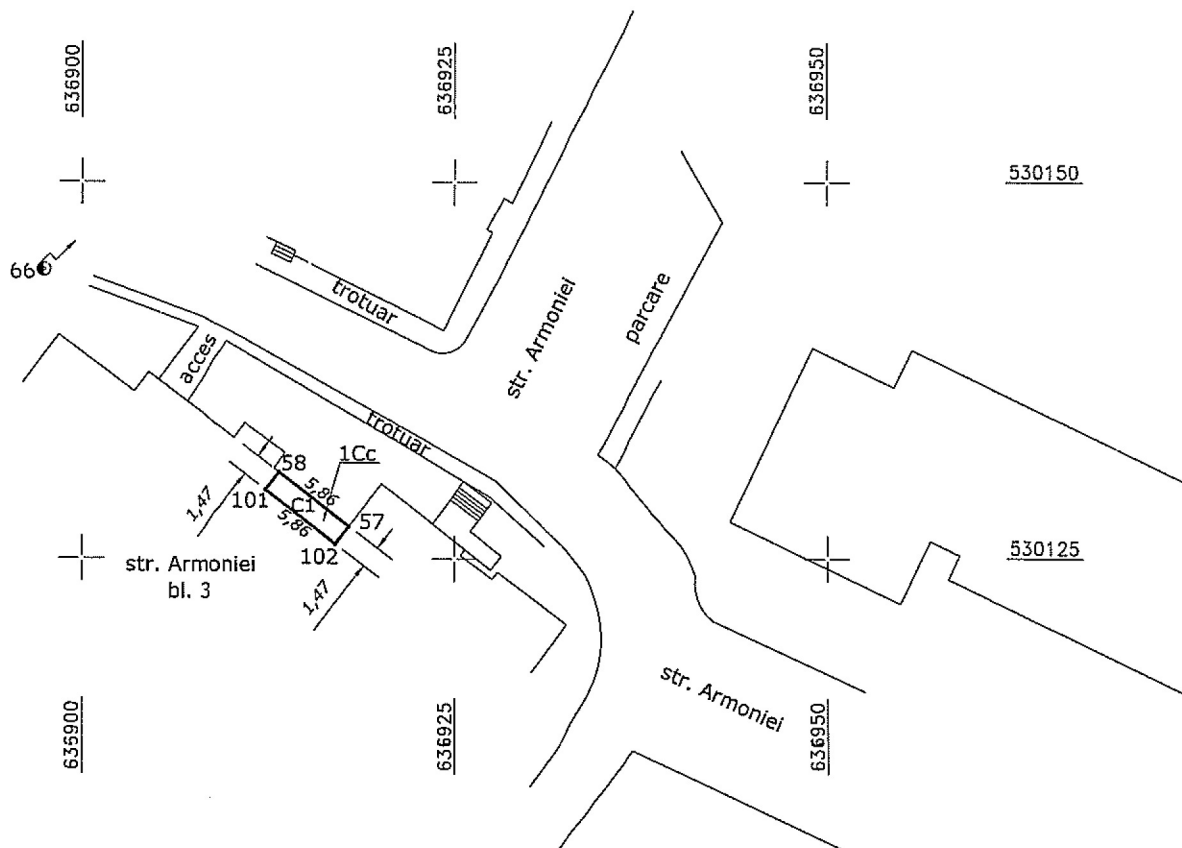 636900
636925
636950
530150
66
trotuar
str. Armoniei
parcare
acces
trotuar
1Cc
58
5,86
101
C1
57
1,47
5,86
102
530125
str. Armoniei
bl. 3
1,47
str. Armoniei
636900
636925
636950